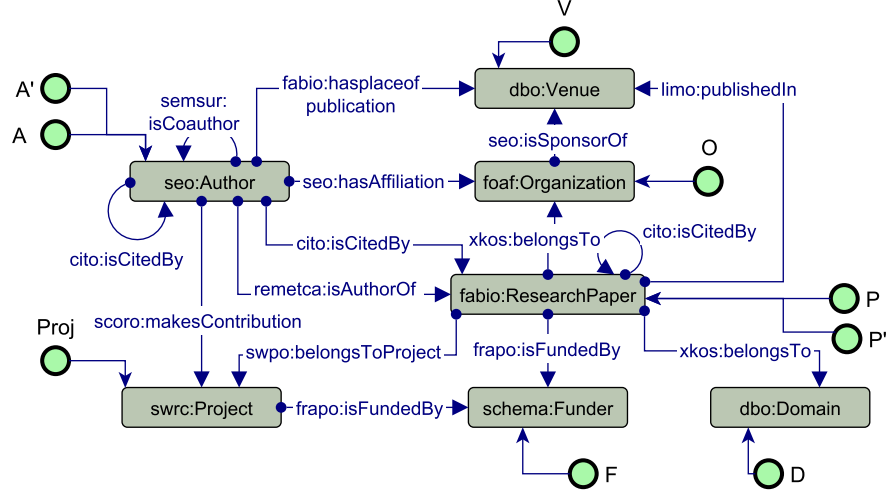 V
A'
fabio:hasplaceof
publication
dbo:Venue
limo:publishedIn
semsur:
isCoauthor
A
seo:isSponsorOf
O
seo:Author
seo:hasAffiliation
foaf:Organization
cito:isCitedBy
xkos:belongsTo
cito:isCitedBy
cito:isCitedBy
remetca:isAuthorOf
fabio:ResearchPaper
P
Proj
scoro:makesContribution
P'
swpo:belongsToProject
frapo:isFundedBy
xkos:belongsTo
swrc:Project
frapo:isFundedBy
schema:Funder
dbo:Domain
F
D